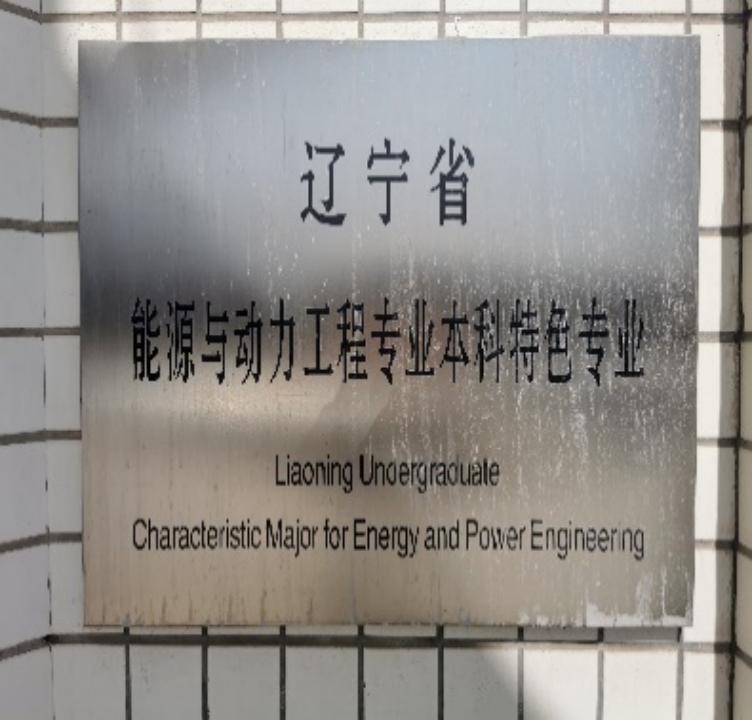 辽宁省
能源与动力工程专业本科特色专业
Liaoning Undergraduate
Characteristic Major for Energy and Power Engineering